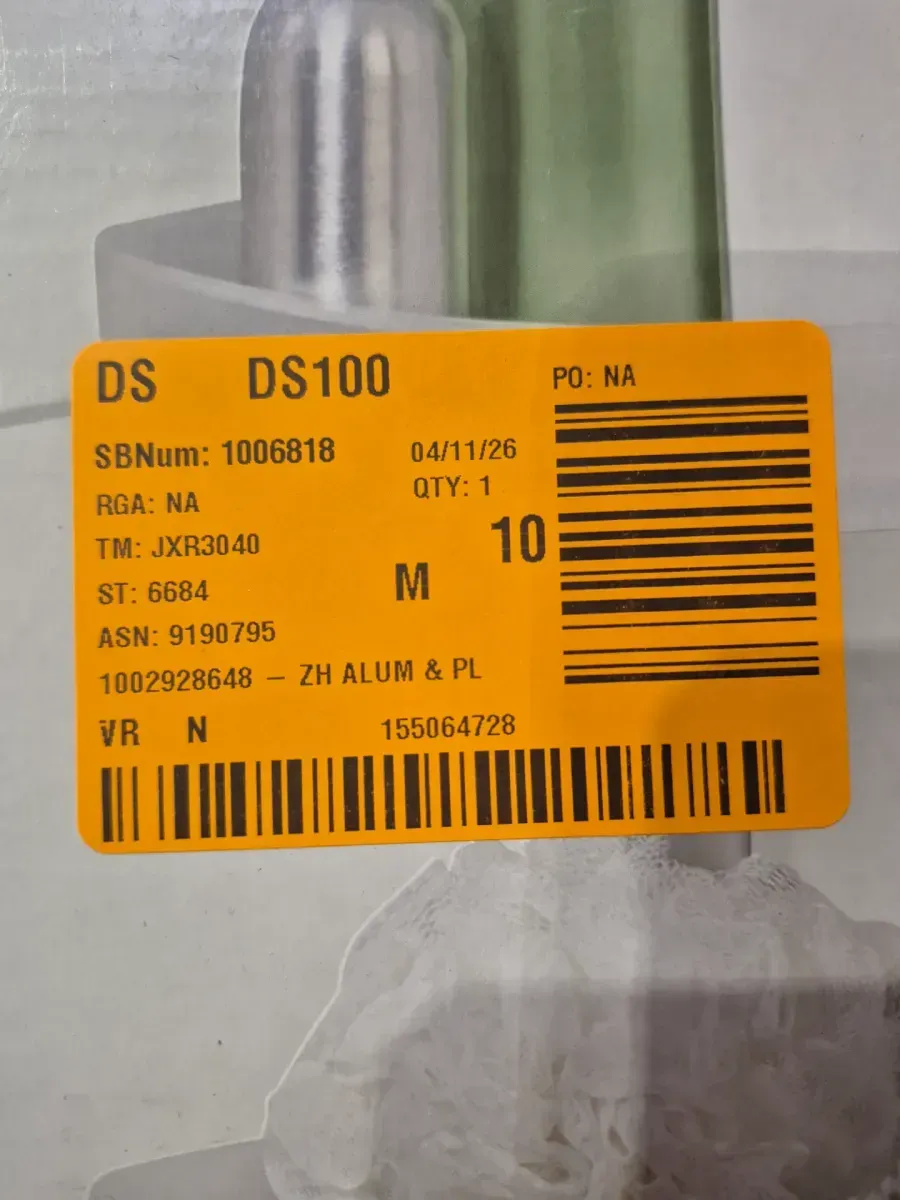 DS DS100
PO: NA
SBNum: 1006818 04/11/26
RGA: NA QTY: 1
TM: JXR3040 10
ST: 6684 M
ASN: 9190795
1002928648 – ZH ALUM & PL
VR N 155064728